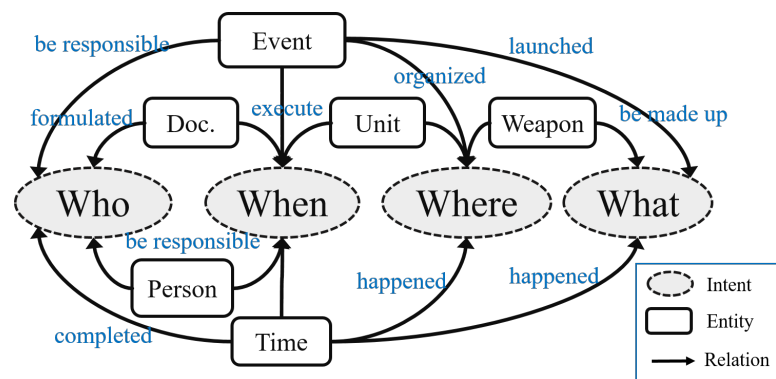 Event
be responsible
launched
organized
formulated
Doc.
execute
Unit
Weapon
be made up
Who
When
Where
What
be responsible
Person
happened
happened
completed
Time
Intent
Entity
Relation